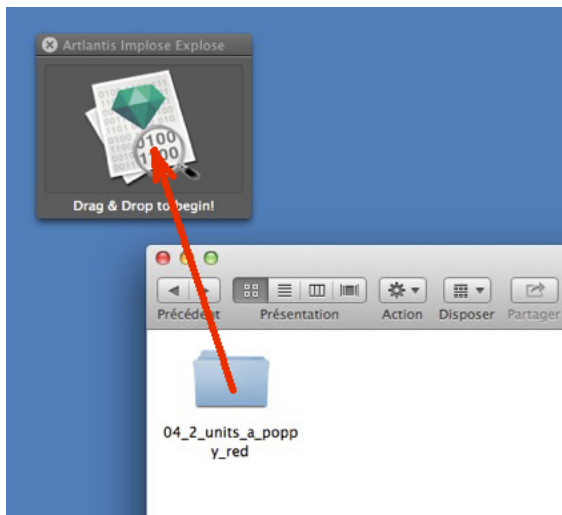 Artlantis Implose Explose
0100
1100
Drag & Drop to begin!
Précédent Présentation Action Disposer Partager
04_2_units_a_popp
y_red